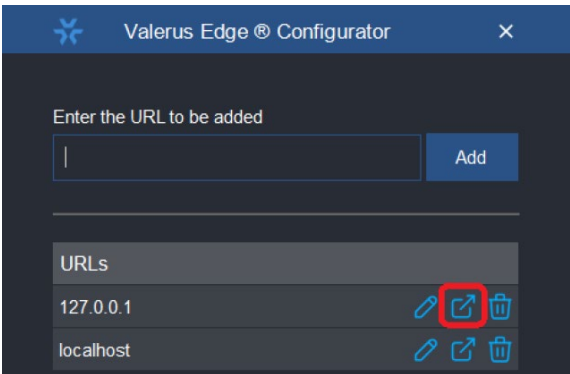 Valerus Edge ® Configurator
Enter the URL to be added
Add
URLs
127.0.0.1
localhost